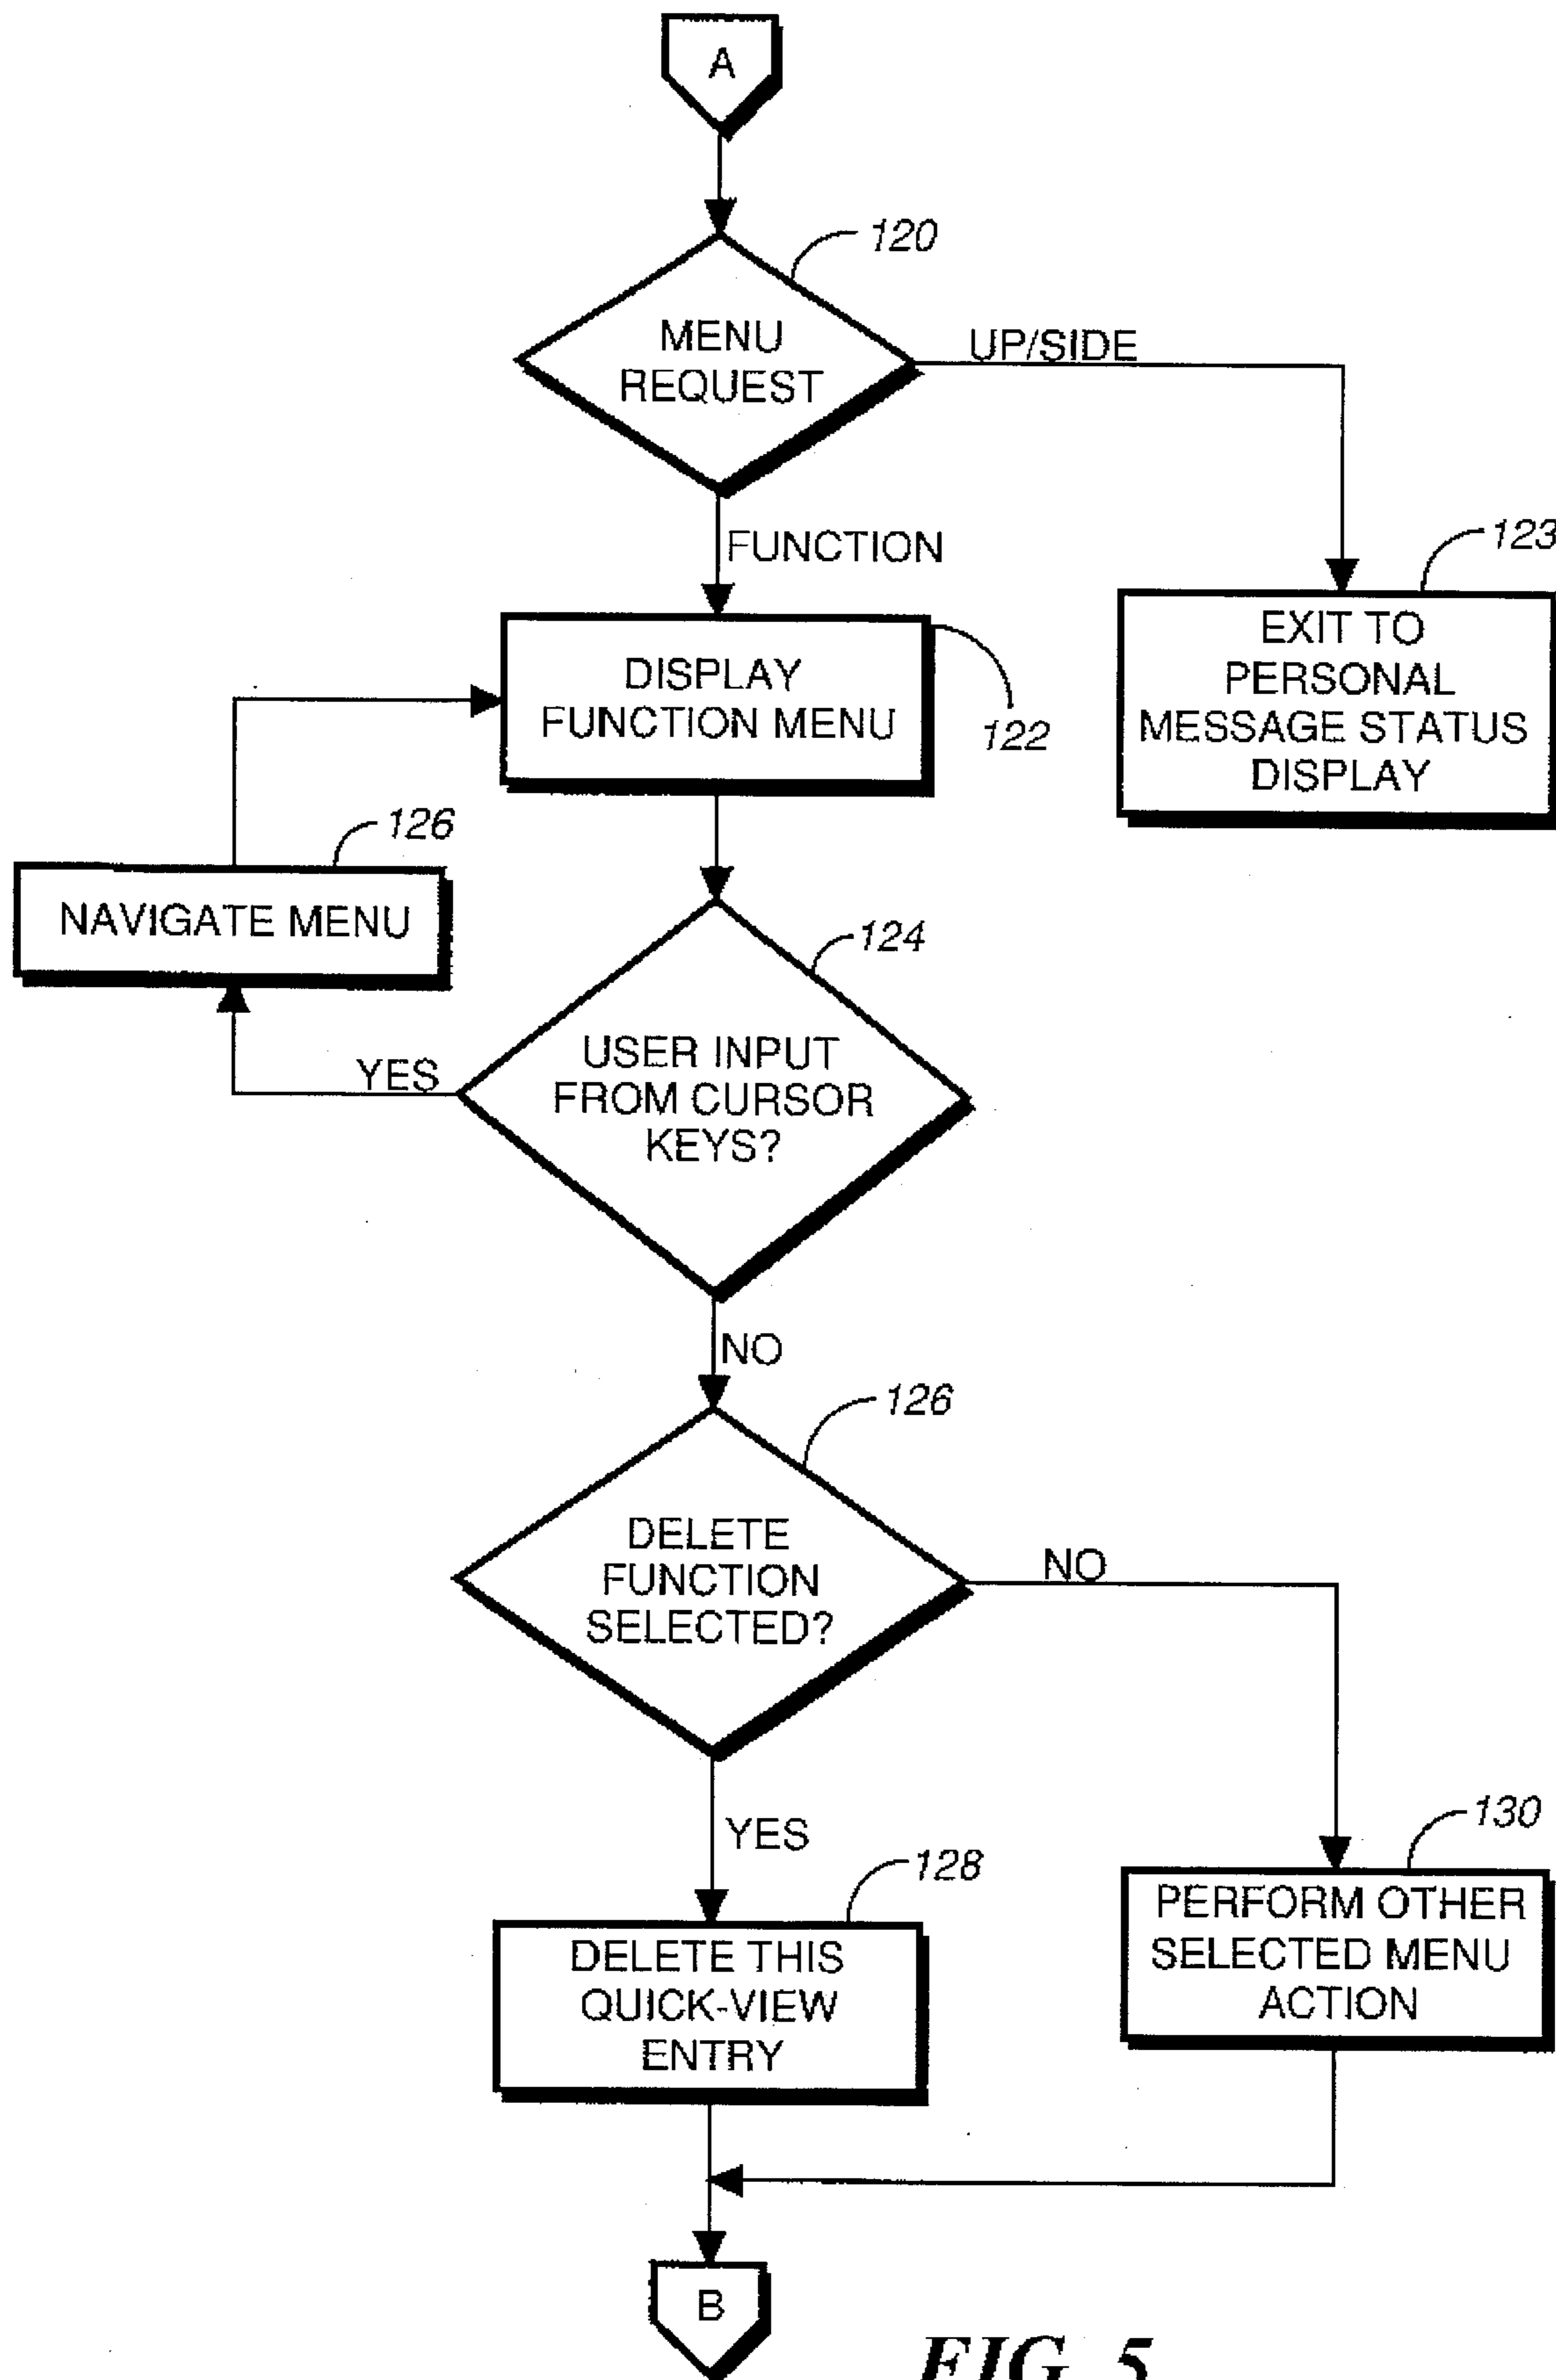 A
120
MENU
REQUEST
UP/SIDE
FUNCTION
123
EXIT TO
PERSONAL
MESSAGE STATUS
DISPLAY
DISPLAY
FUNCTION MENU
122
126
NAVIGATE MENU
124
USER INPUT
FROM CURSOR
KEYS?
YES
NO
126
DELETE
FUNCTION
SELECTED?
NO
YES
128
DELETE THIS
QUICK-VIEW
ENTRY
130
PERFORM OTHER
SELECTED MENU
ACTION
B
FIG. 5